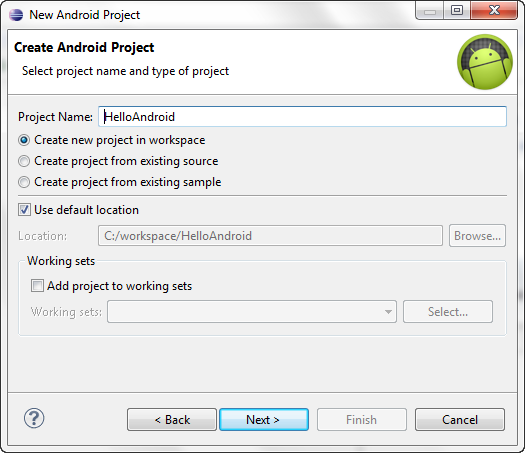 New Android Project
Create Android Project
Select project name and type of project
Project Name: HelloAndroid
Create new project in workspace
Create project from existing source
Create project from existing sample
Use default location
Location: C:/workspace/HelloAndroid Browse...
Working sets
Add project to working sets
Working sets: Select...
? < Back Next > Finish Cancel